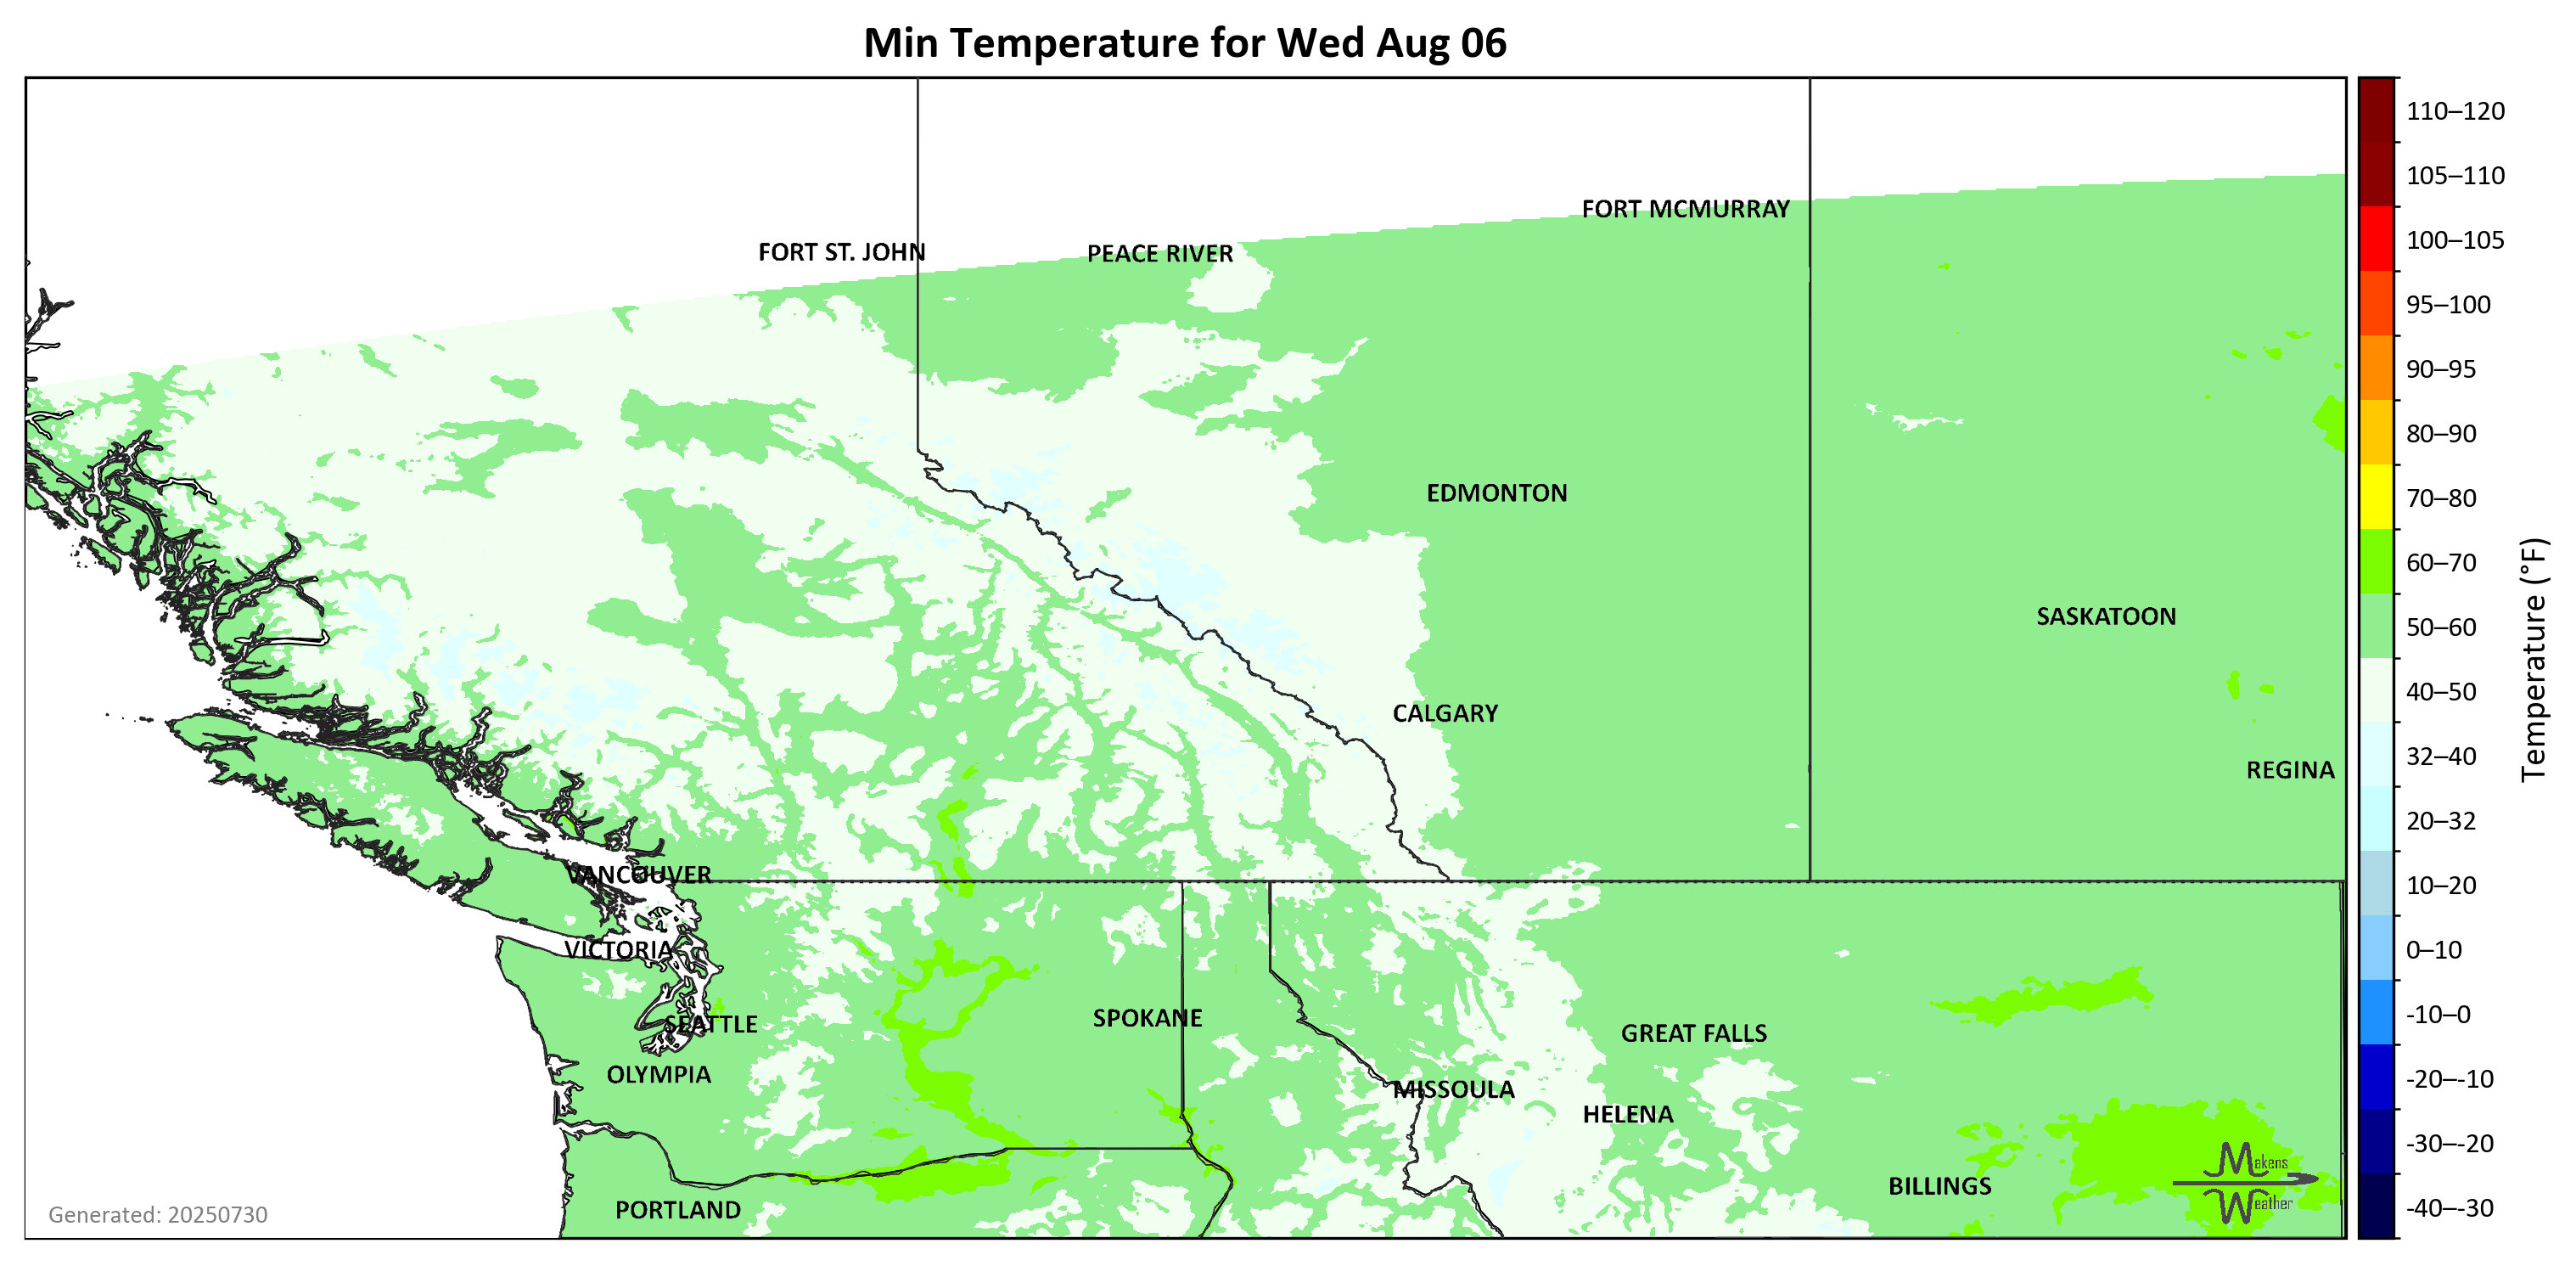 Min Temperature for Wed Aug 06
110–120
105–110
100–105
95–100
90–95
80–90
70–80
60–70
50–60
40–50
32–40
20–32
10–20
0–10
-10–0
-20–-10
-30–-20
-40–-30
Temperature (°F)
FORT MCMURRAY
FORT ST. JOHN
PEACE RIVER
EDMONTON
SASKATOON
CALGARY
REGINA
VANCOUVER
VICTORIA
SEATTLE
SPOKANE
GREAT FALLS
OLYMPIA
MISSOULA
HELENA
BILLINGS
PORTLAND
Makens
Weather
Generated: 20250730